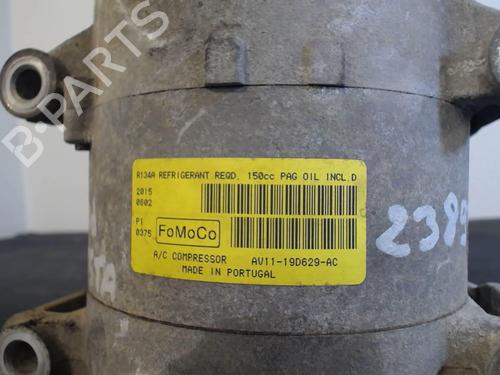 R134A REFRIGERANT REQD. 150cc PAG OIL INCL.D
2015
0602
P1
0375
FoMoCo
A/C COMPRESSOR AV11-19D629-AC
MADE IN PORTUGAL
B-PARTS